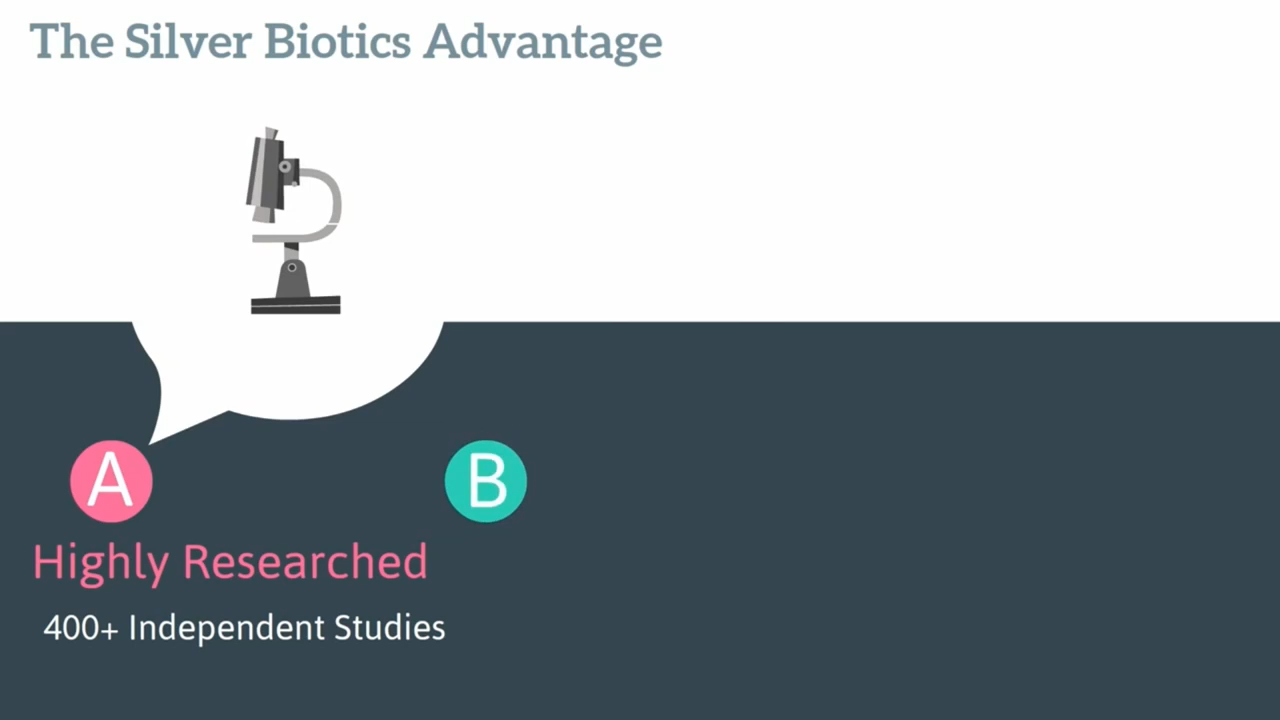 The Silver Biotics Advantage
A
B
Highly Researched
400+ Independent Studies